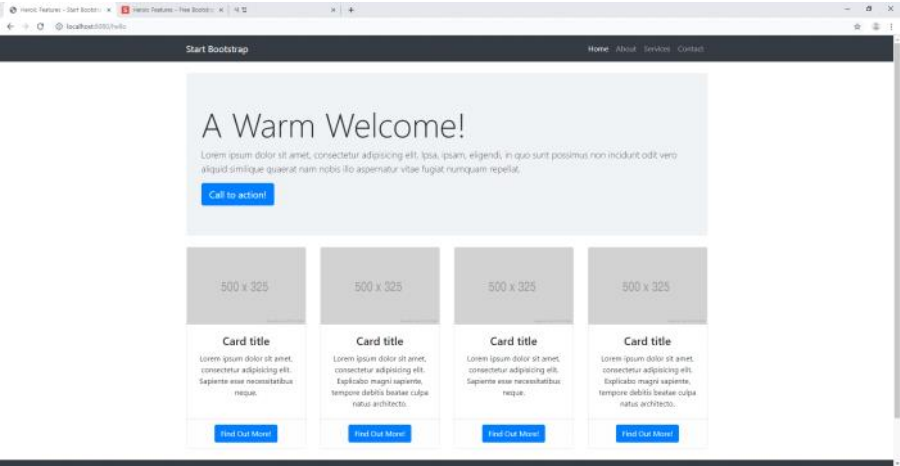 Heroic Features - Start Bootstr
Heroic Features - Free Bootstr
새 탭
localhost:8080/hello
Start Bootstrap
Home About Services Contact
A Warm Welcome!
Lorem ipsum dolor sit amet, consectetur adipisicing elit. Ipsa, ipsam, eligendi, in quo sunt possimus non incidunt odit vero
aliquid similique quaerat nam nobis illo aspernatur vitae fugiat numquam repellat.
Call to action!
500 x 325
500 x 325
500 x 325
500 x 325
Card title
Lorem ipsum dolor sit amet,
consectetur adipisicing elit.
Sapiente esse necessitatibus
neque.
Find Out More!
Card title
Lorem ipsum dolor sit amet,
consectetur adipisicing elit.
Explicabo magni sapiente,
tempore debitis beatae culpa
natus architecto.
Find Out More!
Card title
Lorem ipsum dolor sit amet,
consectetur adipisicing elit.
Sapiente esse necessitatibus
neque.
Find Out More!
Card title
Lorem ipsum dolor sit amet,
consectetur adipisicing elit.
Explicabo magni sapiente,
tempore debitis beatae culpa
natus architecto.
Find Out More!